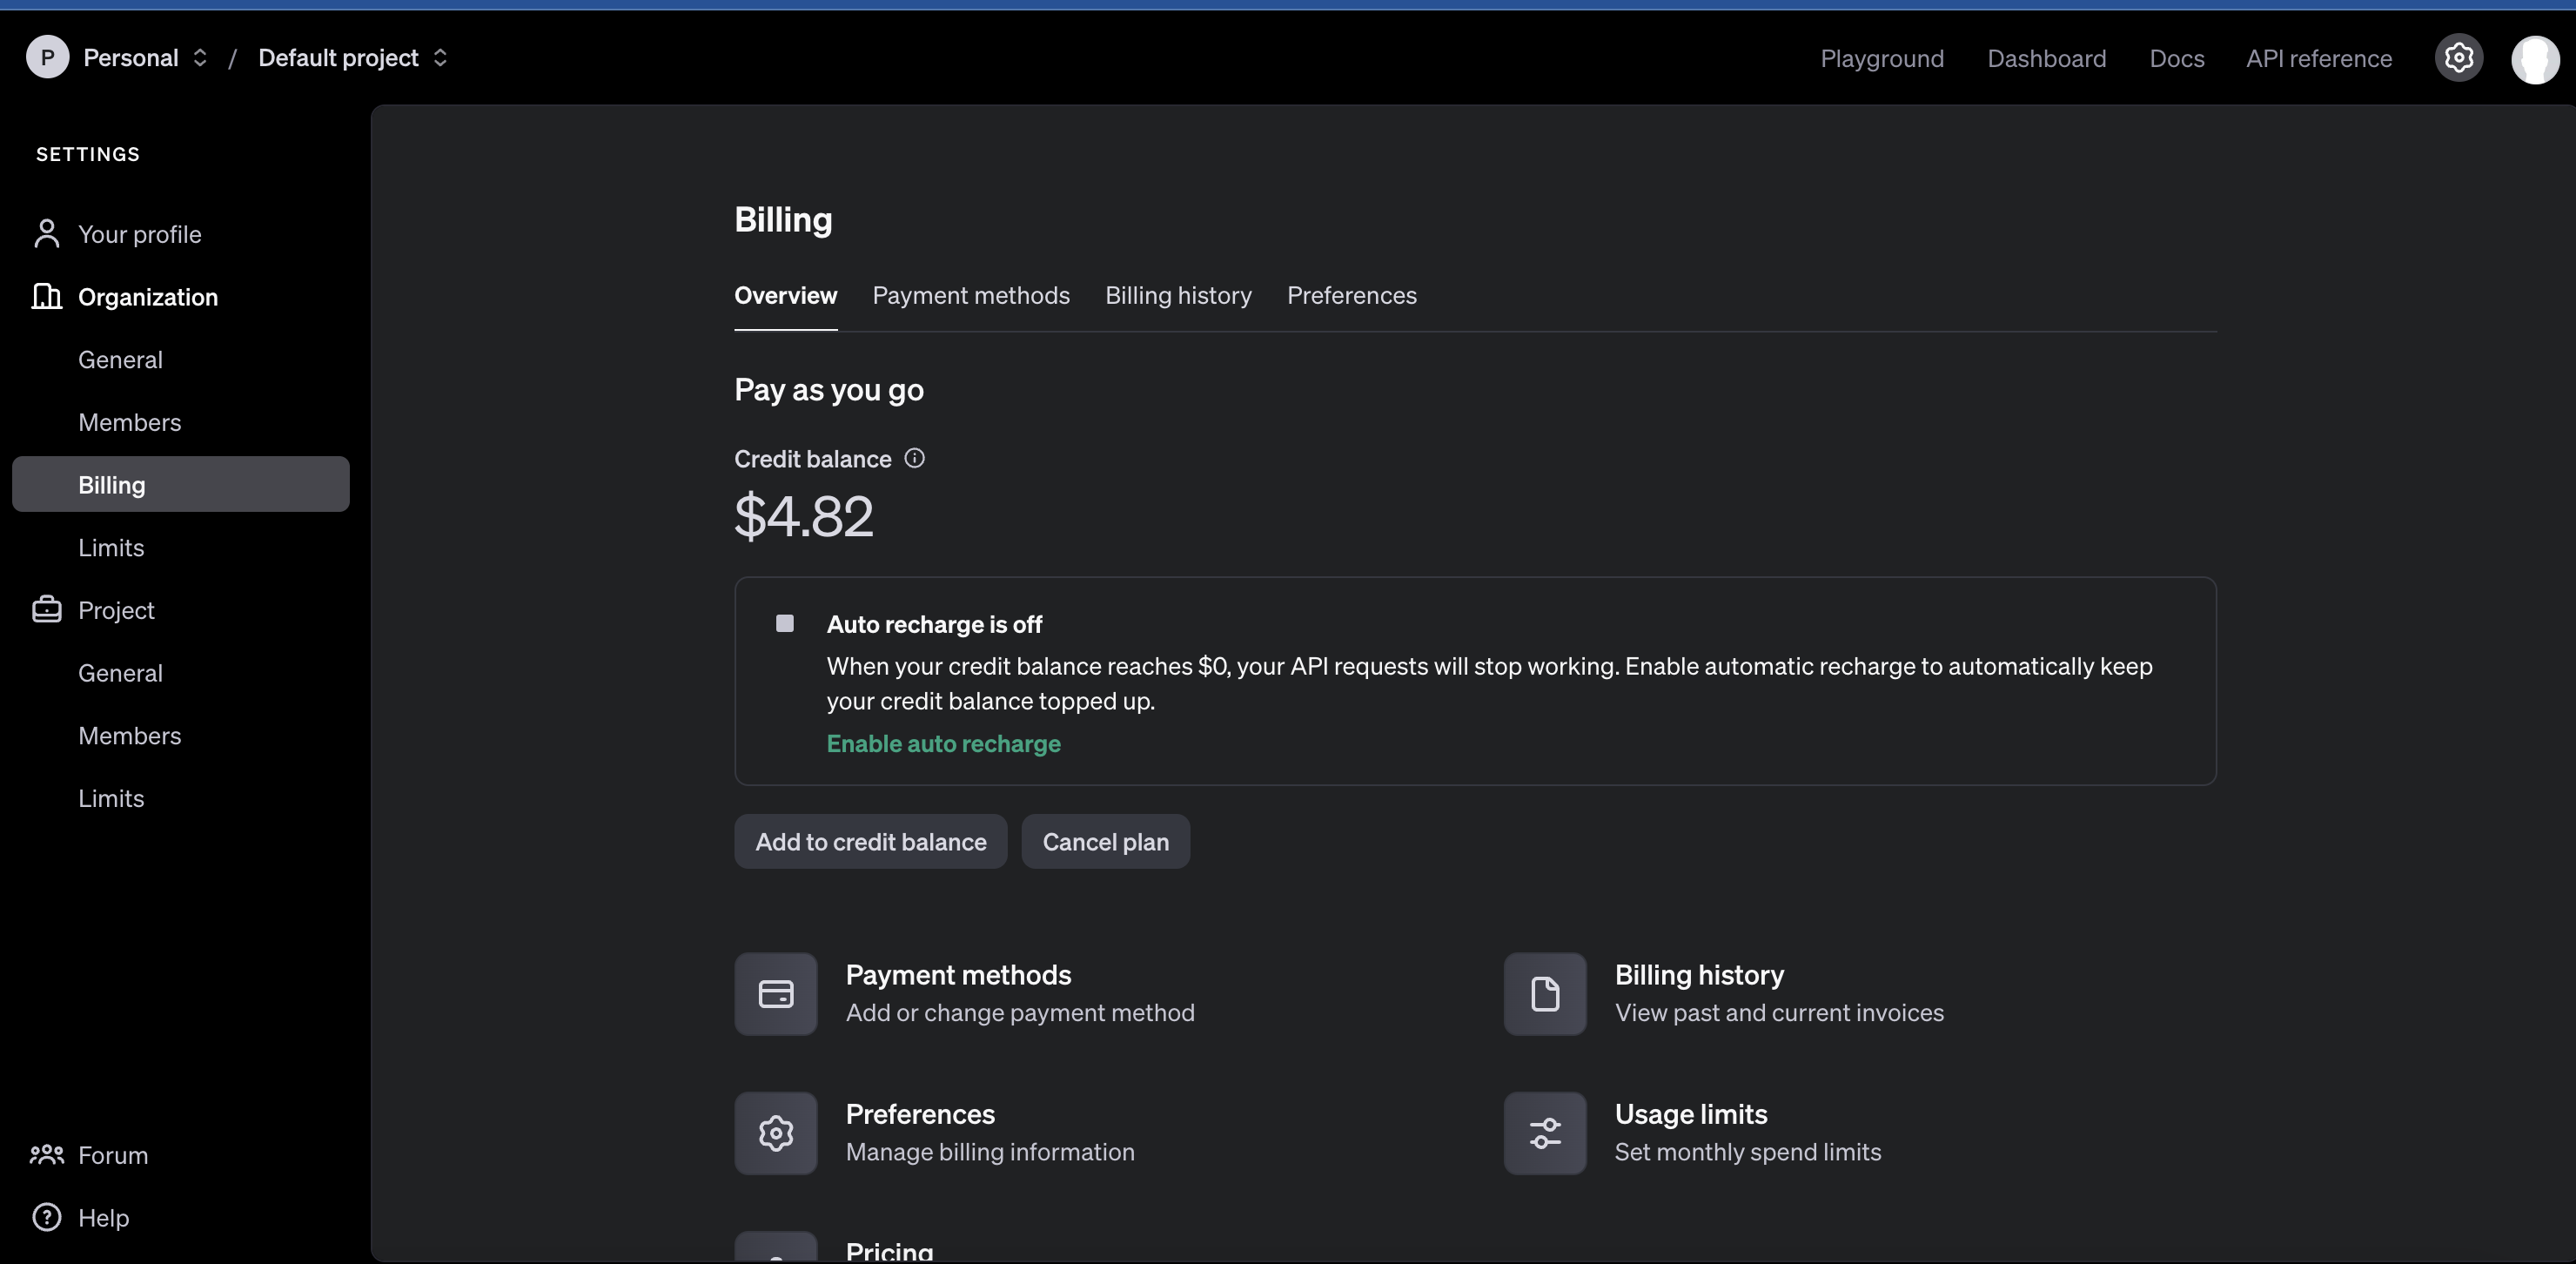 P Personal / Default project
Playground Dashboard Docs API reference
SETTINGS
Your profile
Organization
General
Members
Billing
Limits
Project
General
Members
Limits
Forum
Help
Billing
Overview Payment methods Billing history Preferences
Pay as you go
Credit balance
$4.82
Auto recharge is off
When your credit balance reaches $0, your API requests will stop working. Enable automatic recharge to automatically keep
your credit balance topped up.
Enable auto recharge
Add to credit balance Cancel plan
Payment methods
Add or change payment method
Billing history
View past and current invoices
Preferences
Manage billing information
Usage limits
Set monthly spend limits
Pricing